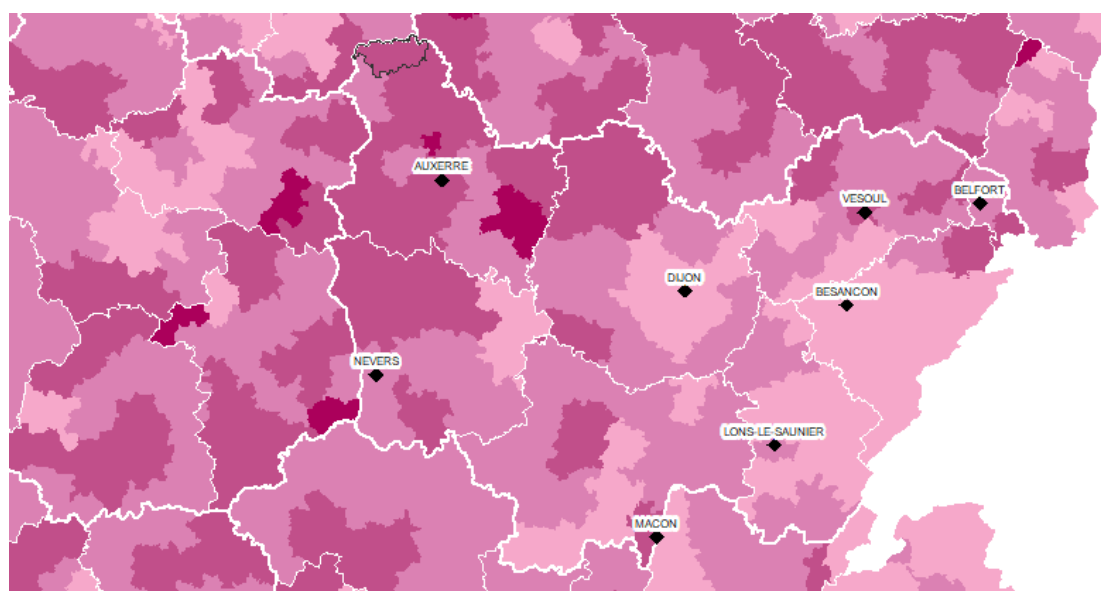 AUXERRE
BELFORT
VESOUL
DIJON
BESANCON
NEVERS
LONS-LE-SAUNIER
MACON